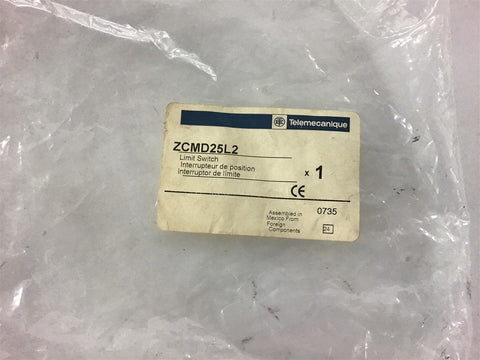 Telemecanique
ZCMD25L2
Limit Switch
Interrupteur de position
Interruptor de límite
x 1
CE
Assembled in
Mexico From
Foreign
Components
0735
24